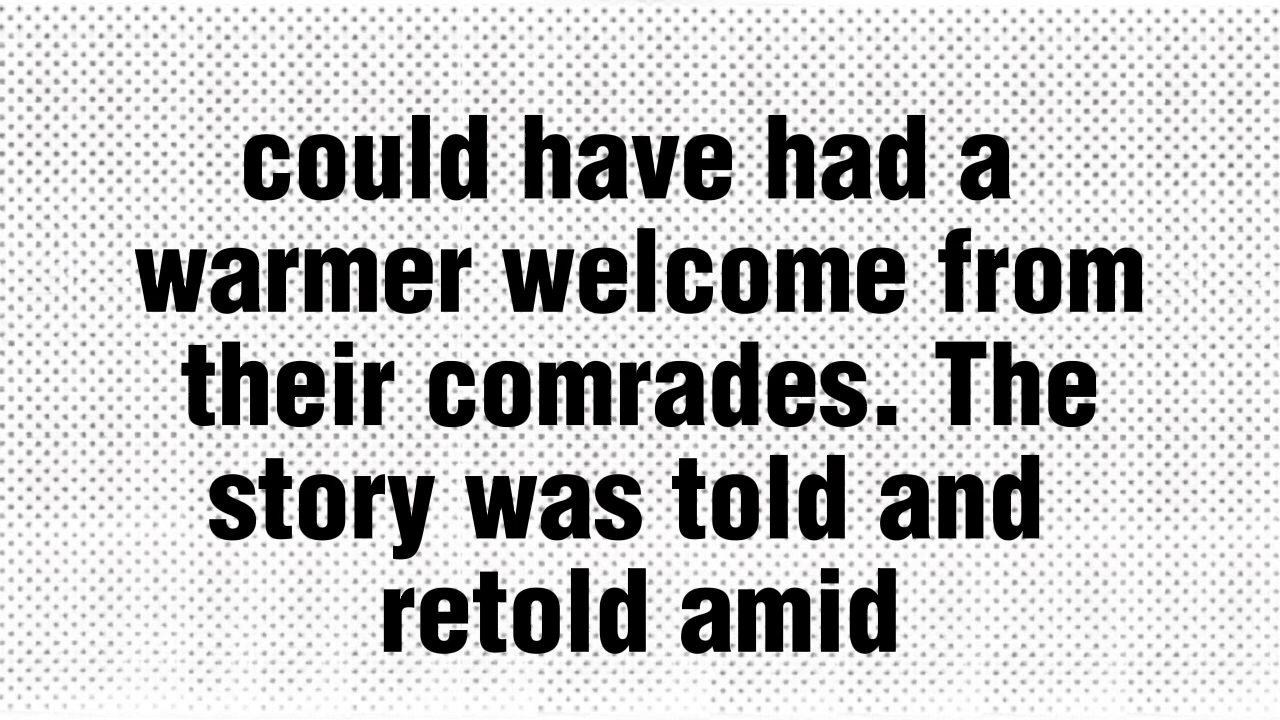 could have had a
warmer welcome from
their comrades. The
story was told and
retold amid